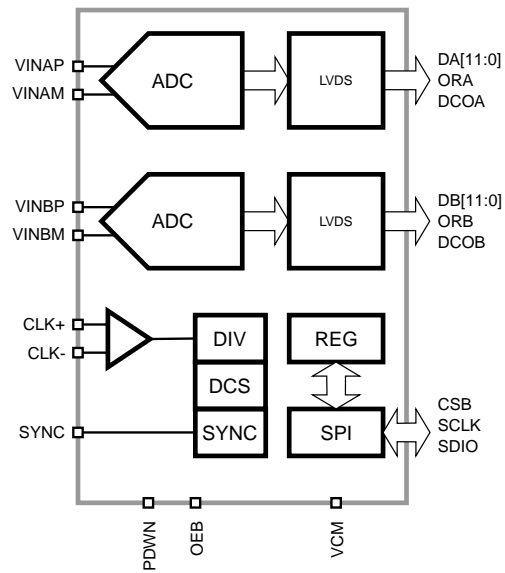 VINAP
VINAM
ADC
LVDS
DA[11:0]
ORA
DCOA
VINBP
VINBM
ADC
LVDS
DB[11:0]
ORB
DCOB
CLK+
CLK-
DIV
REG
DCS
SYNC
SYNC
SPI
CSB
SCLK
SDIO
PDWN
OEB
VCM